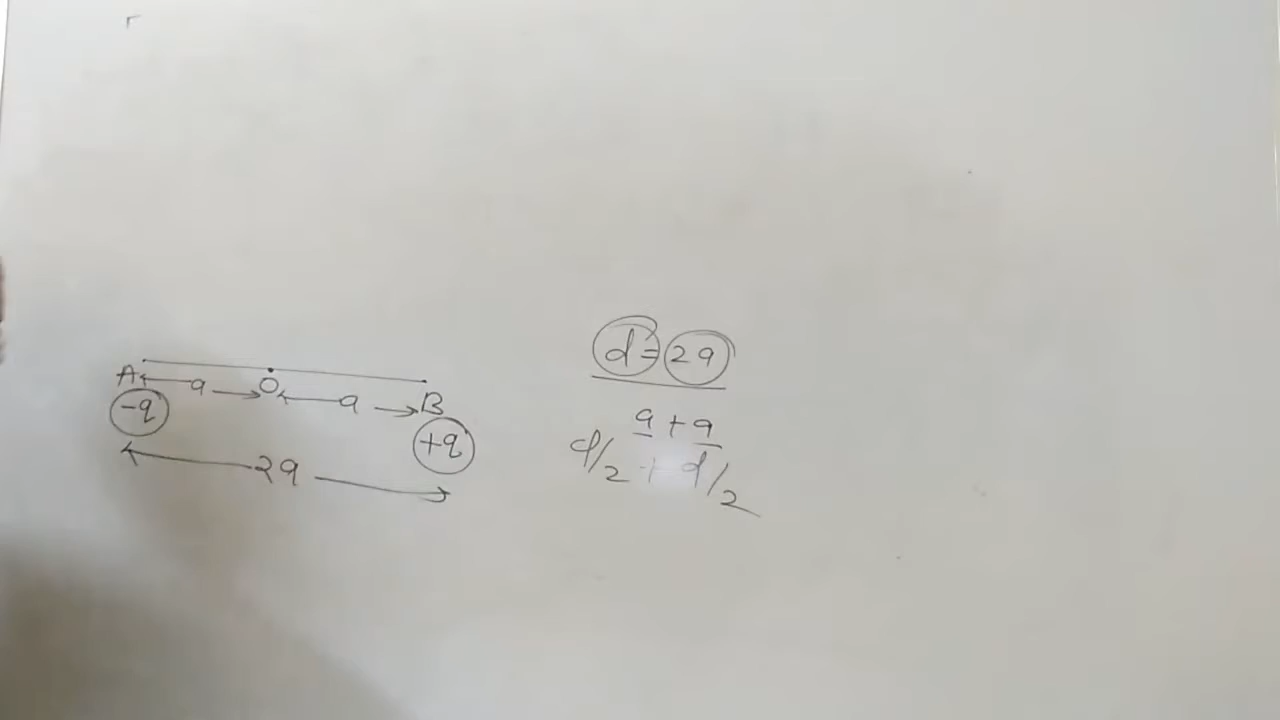 d = 2a
A a O a B
-q +q
2a
a + a
d/2 + d/2